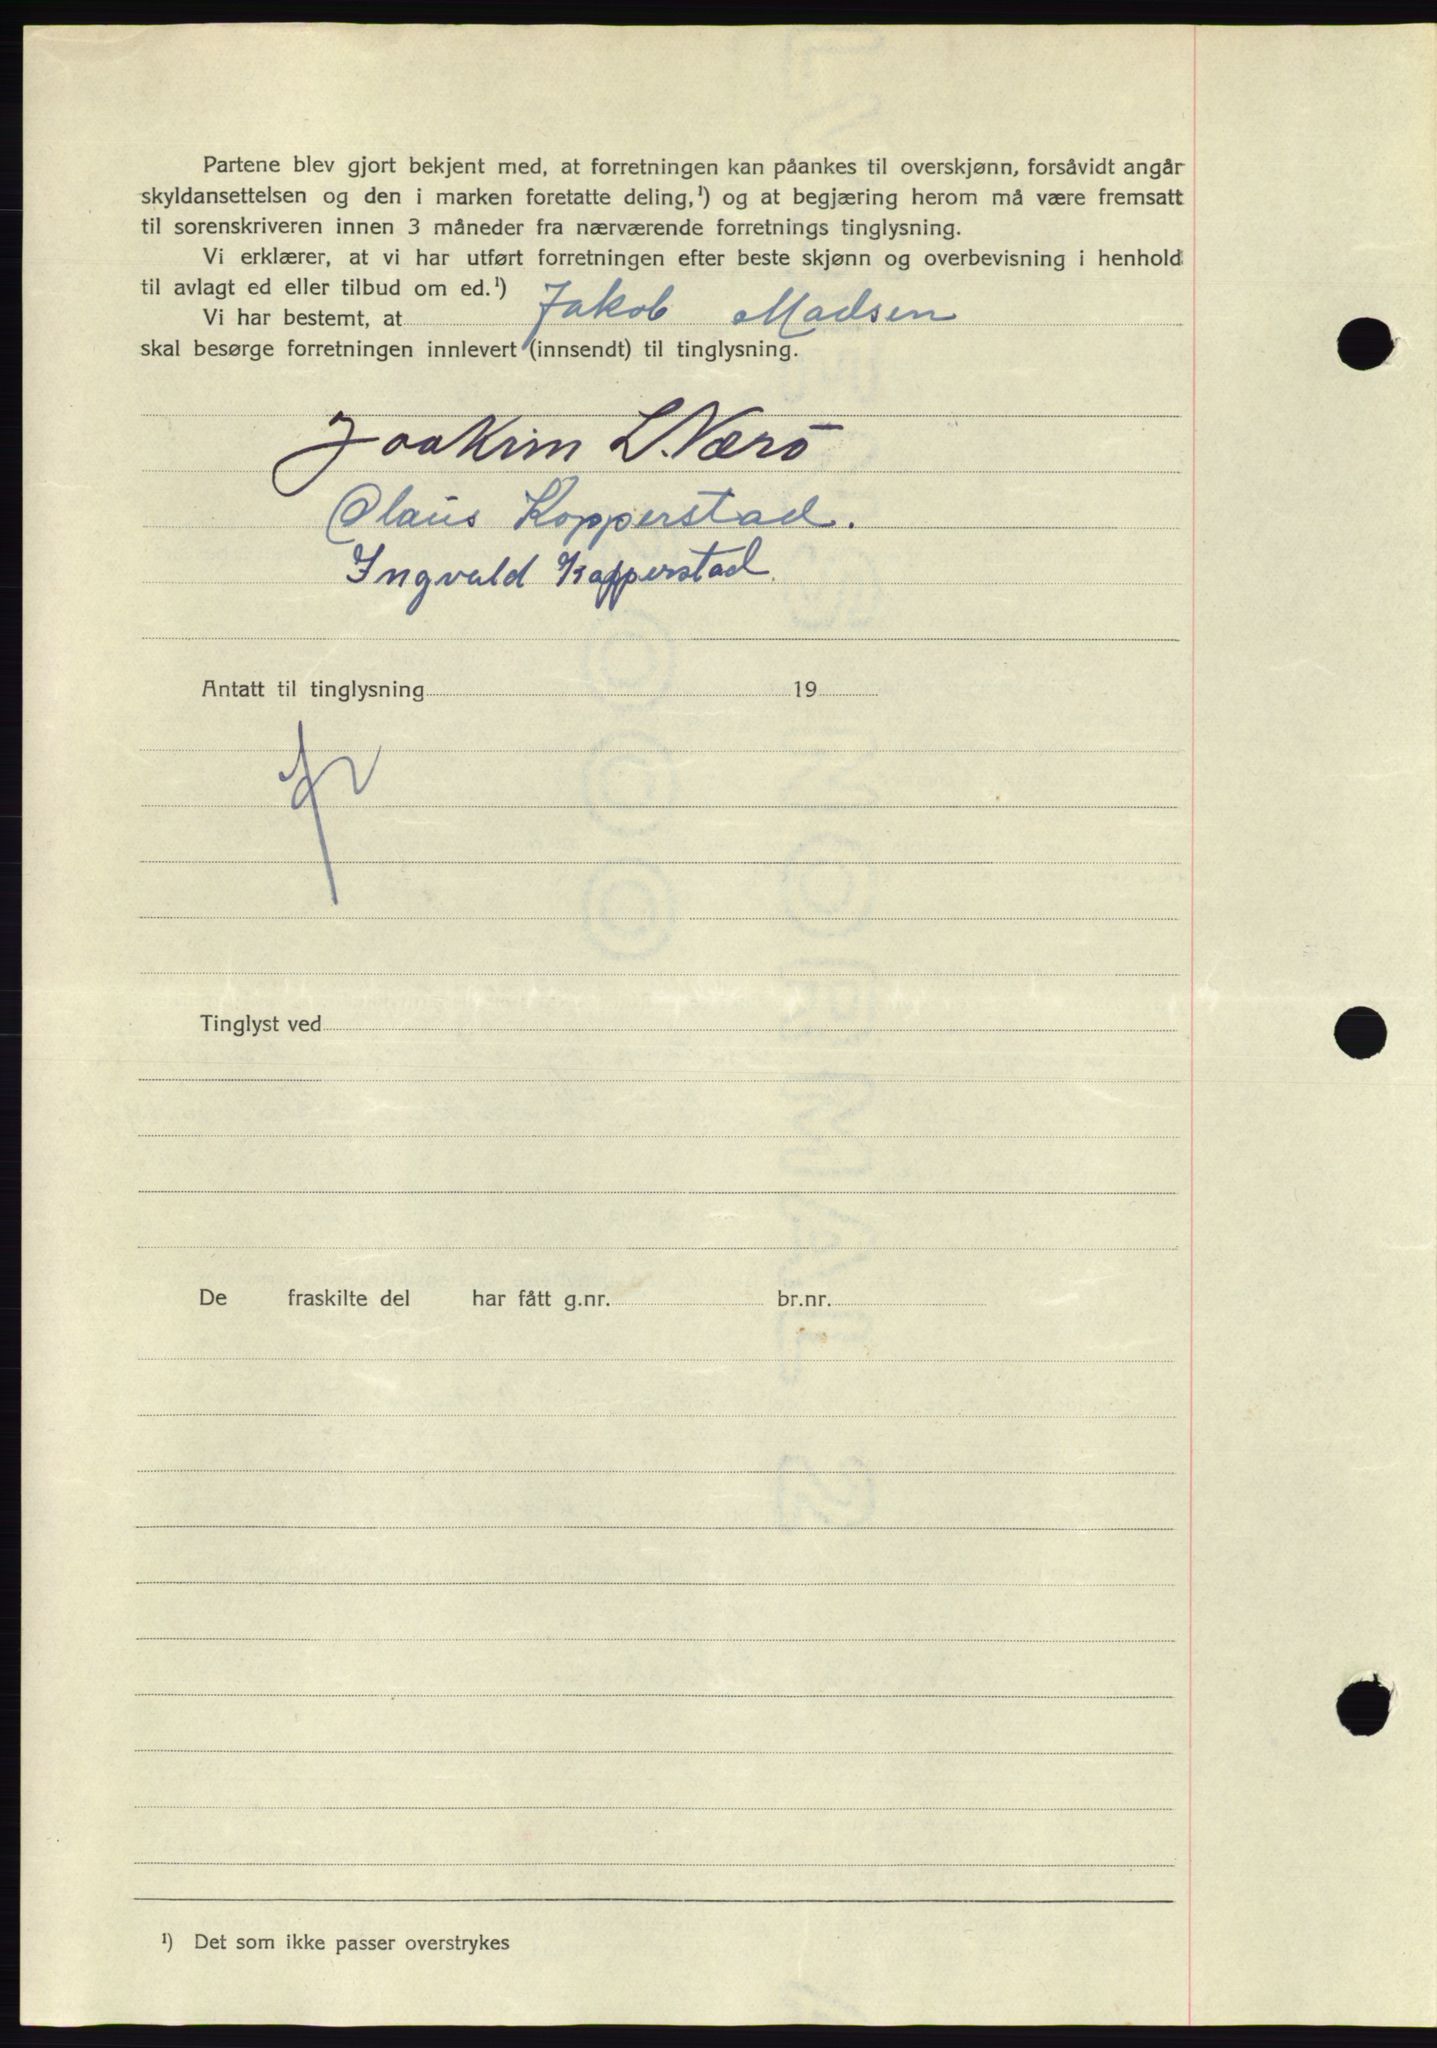 Partene blev gjort bekjent med, at forretningen kan påankes til overskjønn, forsåvidt angår
skyldansettelsen og den i marken foretatte deling,¹) og at begjæring herom må være fremsatt
til sorenskriveren innen 3 måneder fra nærværende forretnings tinglysning.
Vi erklærer, at vi har utført forretningen efter beste skjønn og overbevisning i henhold
til avlagt ed eller tilbud om ed.¹)
Vi har bestemt, at Jakob Madsen
skal besørge forretningen innlevert (innsendt) til tinglysning.
Joakim L. Nærö
Claus Kopperstad.
Ingvald Kopperstad.
Antatt til tinglysning 19
Tinglyst ved
De fraskilte del har fått g.nr. br.nr.
¹) Det som ikke passer overstrykes